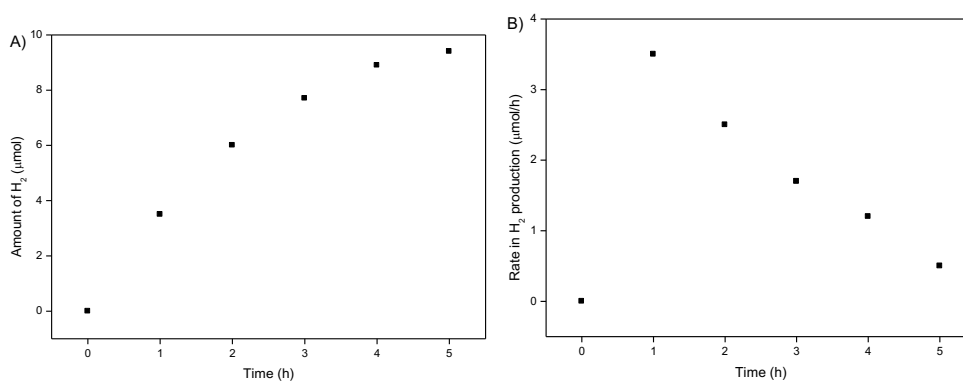 A)
10
8
6
4
2
0
Amount of H₂ (μmol)
0 1 2 3 4 5
Time (h)
B)
4
3
2
1
0
Rate in H₂ production (μmol/h)
0 1 2 3 4 5
Time (h)